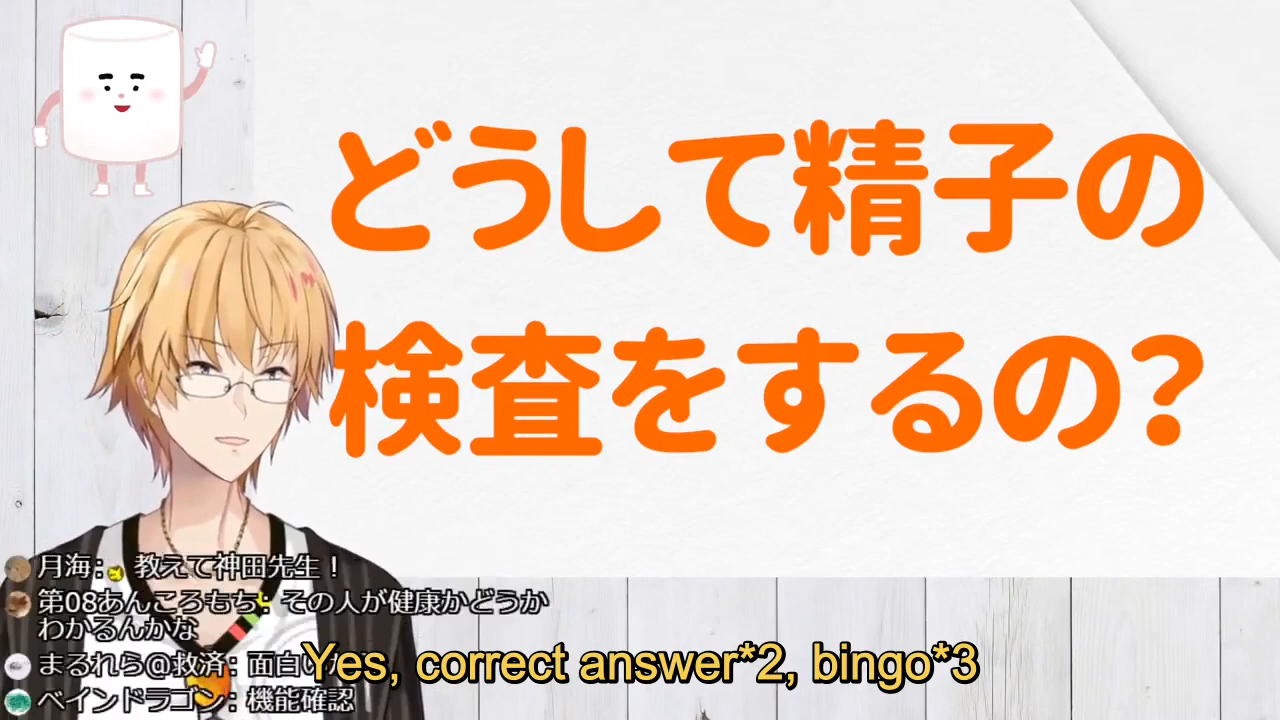 どうして精子の
検査をするの?
月海: 教えて神田先生!
第08あんころもち: その人が健康かどうか
わかるんかな
まるれら@救済: 面白い
ベインドラゴン: 機能確認
Yes, correct answer*2, bingo*3